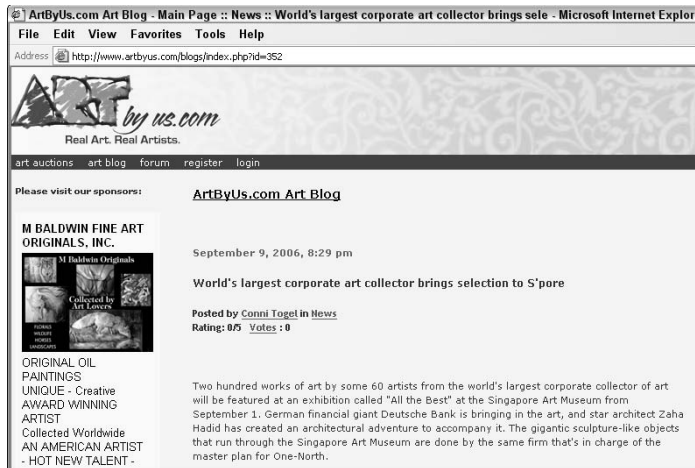 ArtByUs.com Art Blog - Main Page :: News :: World's largest corporate art collector brings sele - Microsoft Internet Explor
File Edit View Favorites Tools Help
Address http://www.artbyus.com/blogs/index.php?id=352
ART by us.com
Real Art. Real Artists.
art auctions art blog forum register login
Please visit our sponsors:
M BALDWIN FINE ART
ORIGINALS, INC.
M Baldwin Originals
Collected by
Art Lovers
FLORALS
WILDLIFE
HORSES
LANDSCAPES
ORIGINAL OIL
PAINTINGS
UNIQUE - Creative
AWARD WINNING
ARTIST
Collected Worldwide
AN AMERICAN ARTIST
- HOT NEW TALENT -
ArtByUs.com Art Blog
September 9, 2006, 8:29 pm
World's largest corporate art collector brings selection to S'pore
Posted by Conni Togel in News
Rating: 0/5 Votes : 0
Two hundred works of art by some 60 artists from the world's largest corporate collector of art
will be featured at an exhibition called "All the Best" at the Singapore Art Museum from
September 1. German financial giant Deutsche Bank is bringing in the art, and star architect Zaha
Hadid has created an architectural adventure to accompany it. The gigantic sculpture-like objects
that run through the Singapore Art Museum are done by the same firm that's in charge of the
master plan for One-North.